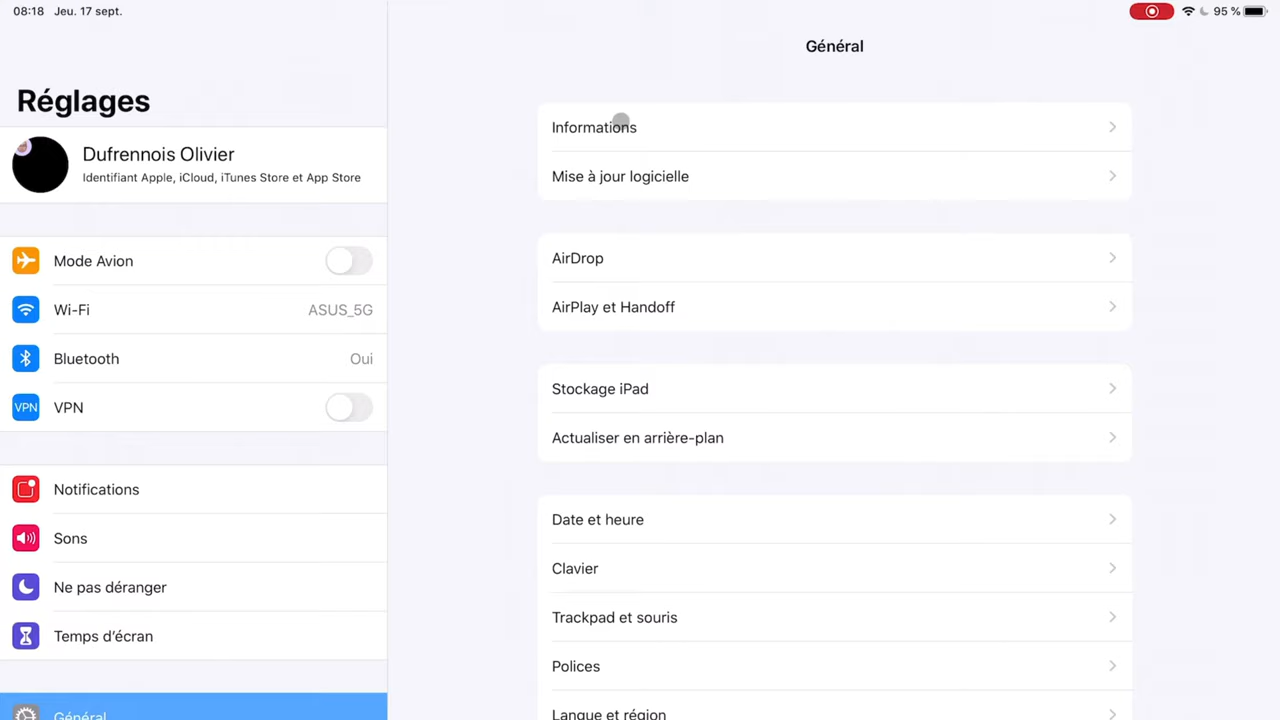 08:18 Jeu. 17 sept.
95 %
Réglages
Dufrennois Olivier
Identifiant Apple, iCloud, iTunes Store et App Store
Mode Avion
Wi-Fi ASUS_5G
Bluetooth Oui
VPN VPN
Notifications
Sons
Ne pas déranger
Temps d’écran
Général
Général
Informations
Mise à jour logicielle
AirDrop
AirPlay et Handoff
Stockage iPad
Actualiser en arrière-plan
Date et heure
Clavier
Trackpad et souris
Polices
Langue et région